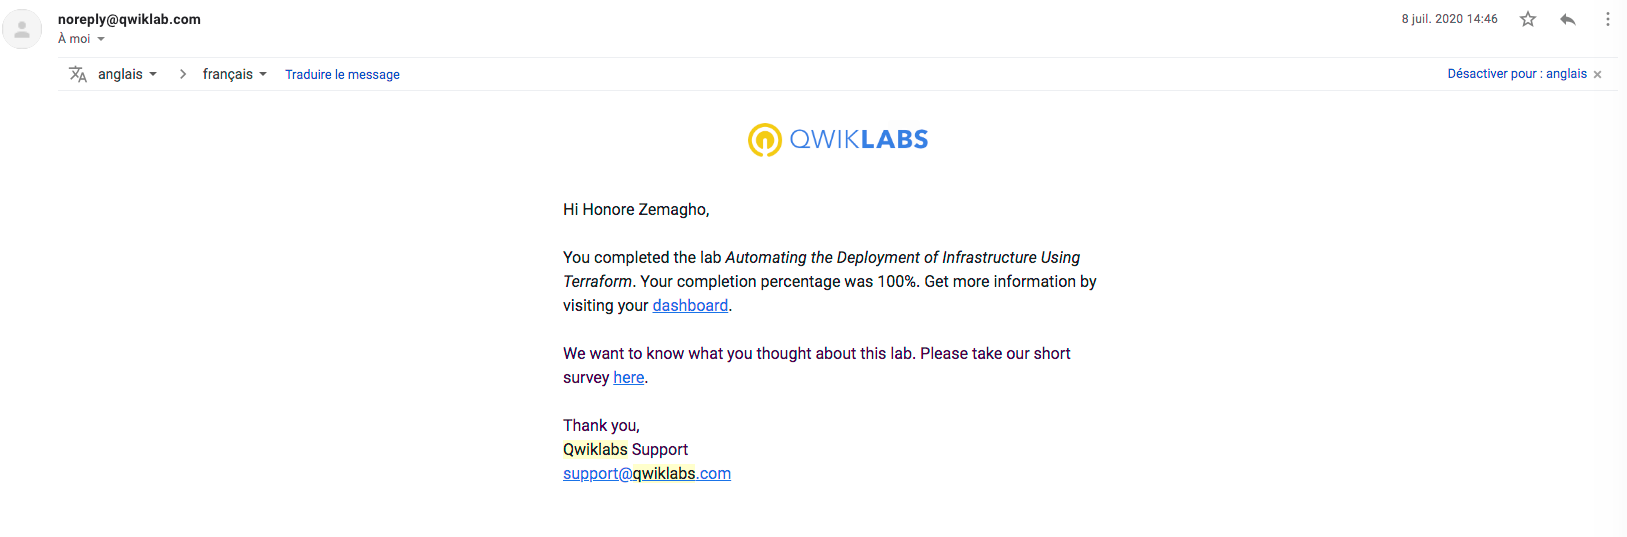 noreply@qwiklab.com
8 juil. 2020 14:46
À moi
anglais
français
Traduire le message
Désactiver pour : anglais
QWIKLABS
Hi Honore Zemagho,
You completed the lab Automating the Deployment of Infrastructure Using
Terraform. Your completion percentage was 100%. Get more information by
visiting your dashboard.
We want to know what you thought about this lab. Please take our short
survey here.
Thank you,
Qwiklabs Support
support@qwiklabs.com